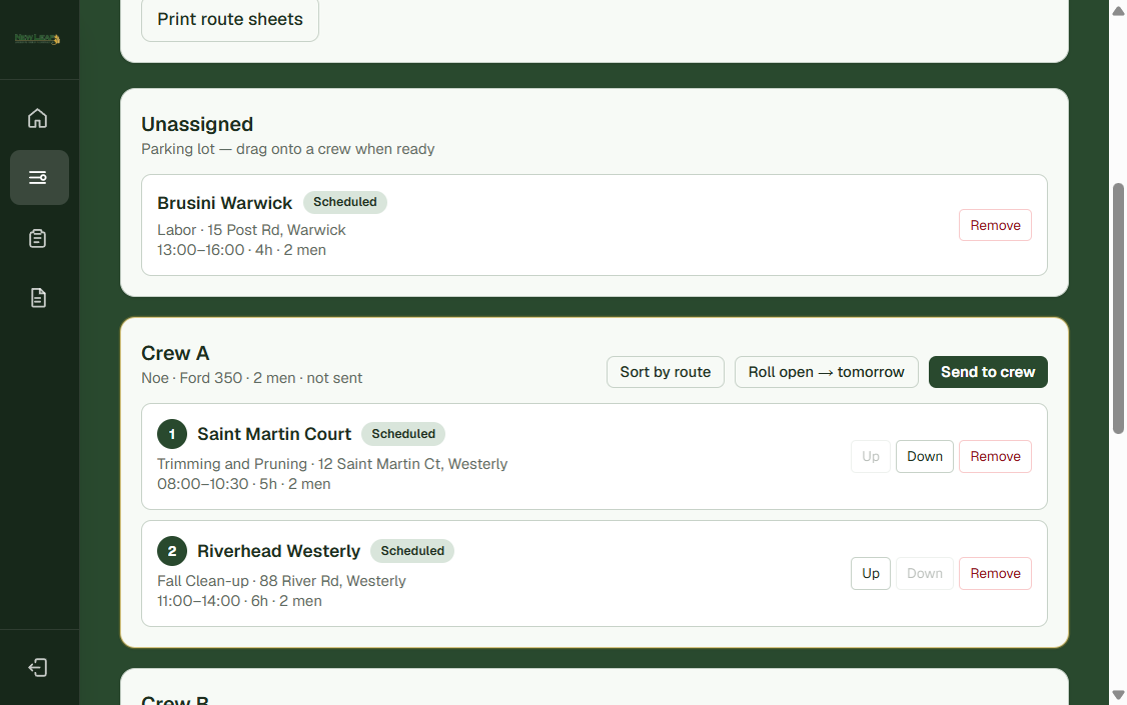 Print route sheets
Unassigned
Parking lot — drag onto a crew when ready
Brusini Warwick Scheduled
Labor · 15 Post Rd, Warwick
13:00–16:00 · 4h · 2 men
Remove
Crew A
Noe · Ford 350 · 2 men · not sent
Sort by route Roll open → tomorrow Send to crew
1 Saint Martin Court Scheduled
Trimming and Pruning · 12 Saint Martin Ct, Westerly
08:00–10:30 · 5h · 2 men
Up Down Remove
2 Riverhead Westerly Scheduled
Fall Clean-up · 88 River Rd, Westerly
11:00–14:00 · 6h · 2 men
Up Down Remove
Crew B